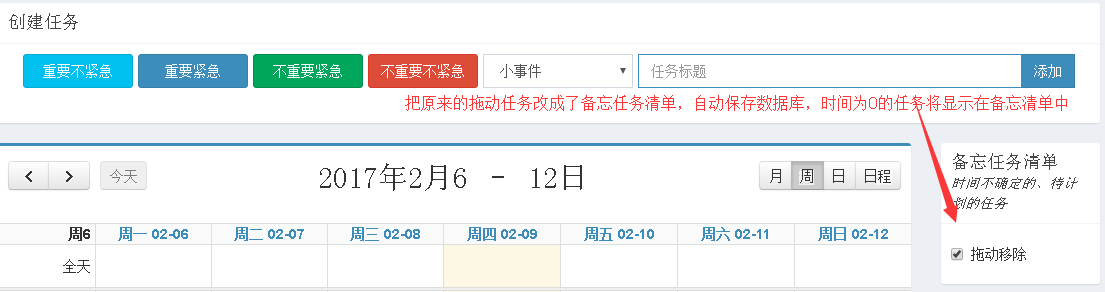 创建任务
重要不紧急 重要紧急 不重要紧急 不重要不紧急 小事件 任务标题 添加
把原来的拖动任务改成了备忘任务清单，自动保存数据库，时间为0的任务将显示在备忘清单中
今天 2017年2月6 - 12日 月 周 日 日程
周6 周一 02-06 周二 02-07 周三 02-08 周四 02-09 周五 02-10 周六 02-11 周日 02-12
全天
备忘任务清单
时间不确定的、待计
划的任务
拖动移除